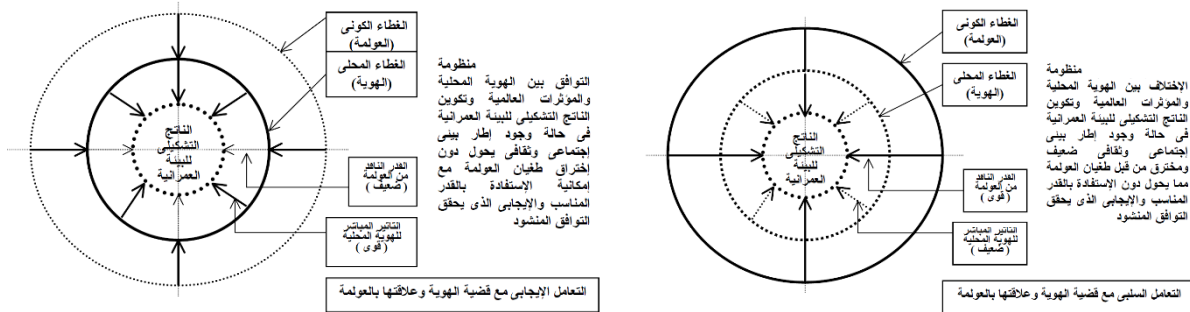 الغطاء الكونى
(العولمة)
الغطاء المحلى
(الهوية)
منظومة
التوافق بين الهوية المحلية
والمؤثرات العالمية وتكوين
الناتج التشكيلى للبيئة العمرانية
فى حالة وجود إطار بيئى
إجتماعى وثقافى يحول دون
إختراق طغيان العولمة مع
إمكانية الإستفادة بالقدر
المناسب والإيجابى الذى يحقق
التوافق المنشود
الناتج
التشكيلى
للبيئة
العمرانية
القدر النافد
من العولمة
( ضعيف )
التاثير المباشر
للهوية المحلية
( قوى )
التعامل الإيجابى مع قضية الهوية وعلاقتها بالعولمة
الغطاء الكونى
(العولمة)
الغطاء المحلى
(الهوية)
منظومة
الإختلاف بين الهوية المحلية
والمؤثرات العالمية وتكوين
الناتج التشكيلى للبيئة العمرانية
فى حالة وجود إطار بيئى
إجتماعى وثقافى ضعيف
ومخترق من قبل طغيان العولمة
مما يحول دون الإستفادة بالقدر
المناسب والإيجابى الذى يحقق
التوافق المنشود
الناتج
التشكيلى
للبيئة
العمرانية
القدر النافد
من العولمة
( قوى )
التاثير المباشر
للهوية المحلية
( ضعيف )
التعامل السلبى مع قضية الهوية وعلاقتها بالعولمة